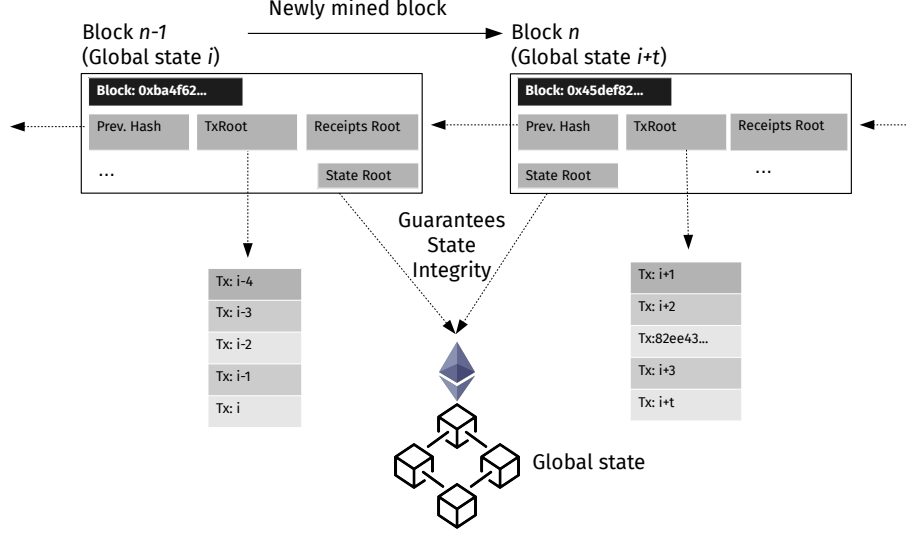 Newly mined block
Block n-1
(Global state i)
Block: 0xba4f62...
Prev. Hash
TxRoot
Receipts Root
...
State Root
Block n
(Global state i+t)
Block: 0x45def82...
Prev. Hash
TxRoot
Receipts Root
State Root
...
Guarantees
State
Integrity
Tx: i-4
Tx: i-3
Tx: i-2
Tx: i-1
Tx: i
Tx: i+1
Tx: i+2
Tx:82ee43...
Tx: i+3
Tx: i+t
Global state